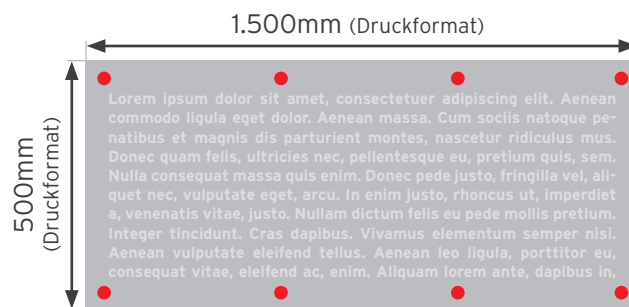 1.500mm (Druckformat)
500mm
(Druckformat)
Lorem ipsum dolor sit amet, consectetuer adipiscing elit. Aenean
commodo ligula eget dolor. Aenean massa. Cum sociis natoque pe-
natibus et magnis dis parturient montes, nascetur ridiculus mus.
Donec quam felis, ultricies nec, pellentesque eu, pretium quis, sem.
Nulla consequat massa quis enim. Donec pede justo, fringilla vel, ali-
quet nec, vulputate eget, arcu. In enim justo, rhoncus ut, imperdiet
a, venenatis vitae, justo. Nullam dictum felis eu pede mollis pretium.
Integer tincidunt. Cras dapibus. Vivamus elementum semper nisi.
Aenean vulputate eleifend tellus. Aenean leo ligula, porttitor eu,
consequat vitae, eleifend ac, enim. Aliquam lorem ante, dapibus in,